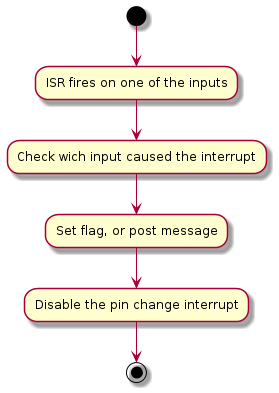 ISR fires on one of the inputs
Check wich input caused the interrupt
Set flag, or post message
Disable the pin change interrupt